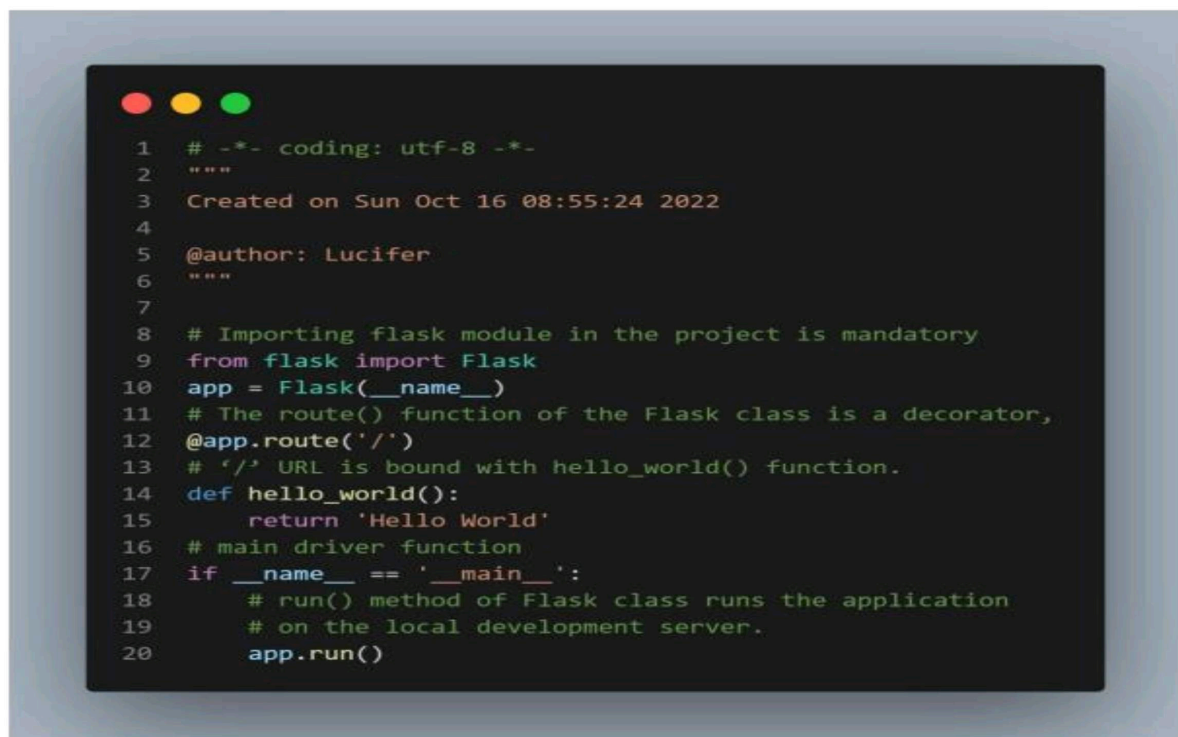 1 # -*- coding: utf-8 -*-
2 """
3 Created on Sun Oct 16 08:55:24 2022
4
5 @author: Lucifer
6 """
7
8 # Importing flask module in the project is mandatory
9 from flask import Flask
10 app = Flask(__name__)
11 # The route() function of the Flask class is a decorator,
12 @app.route('/')
13 # ‘/’ URL is bound with hello_world() function.
14 def hello_world():
15     return 'Hello World'
16 # main driver function
17 if __name__ == '__main__':
18     # run() method of Flask class runs the application
19     # on the local development server.
20     app.run()